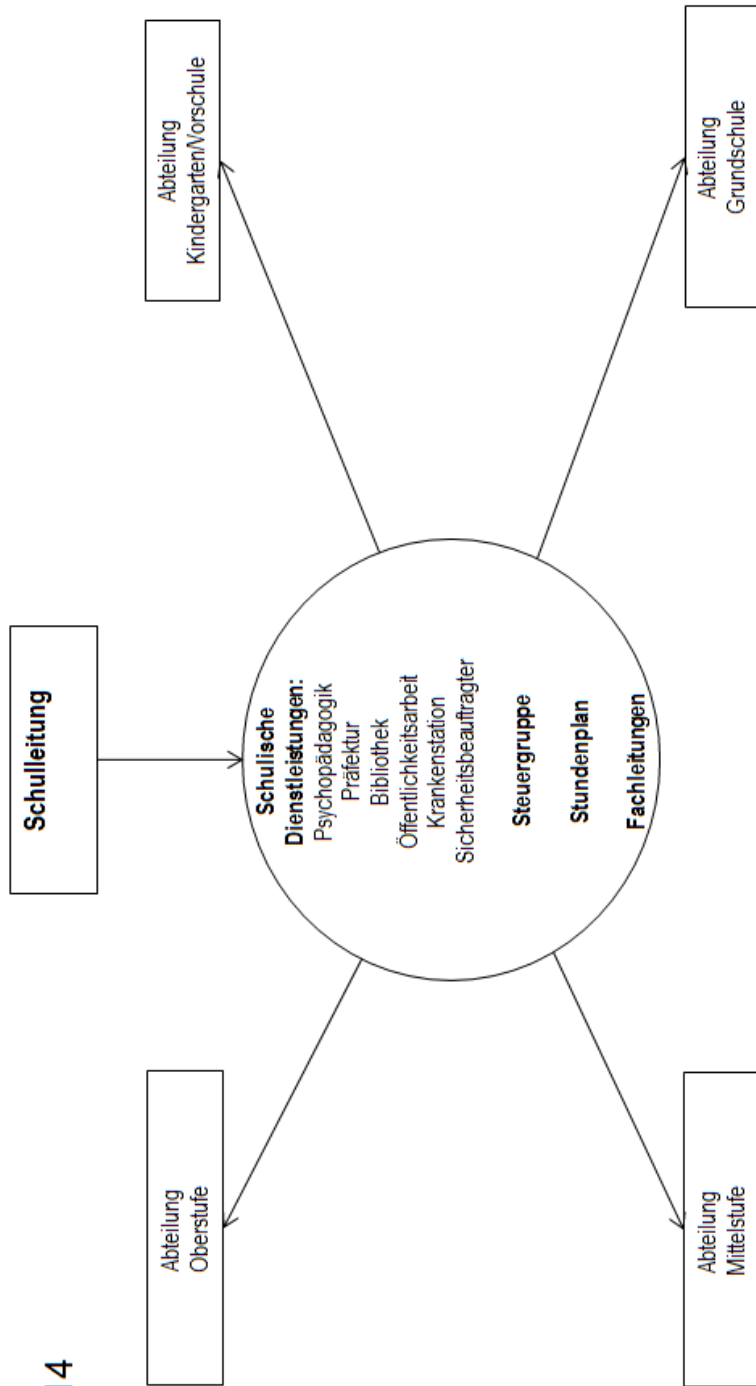 14
Schulleitung
Abteilung
Oberstufe
Abteilung
Kindergarten/Vorschule
Schulische
Dienstleistungen:
Psychopädagogik
Präfektur
Bibliothek
Öffentlichkeitsarbeit
Krankenstation
Sicherheitsbeauftragter
Steuergruppe
Stundenplan
Fachleitungen
Abteilung
Mittelstufe
Abteilung
Grundschule